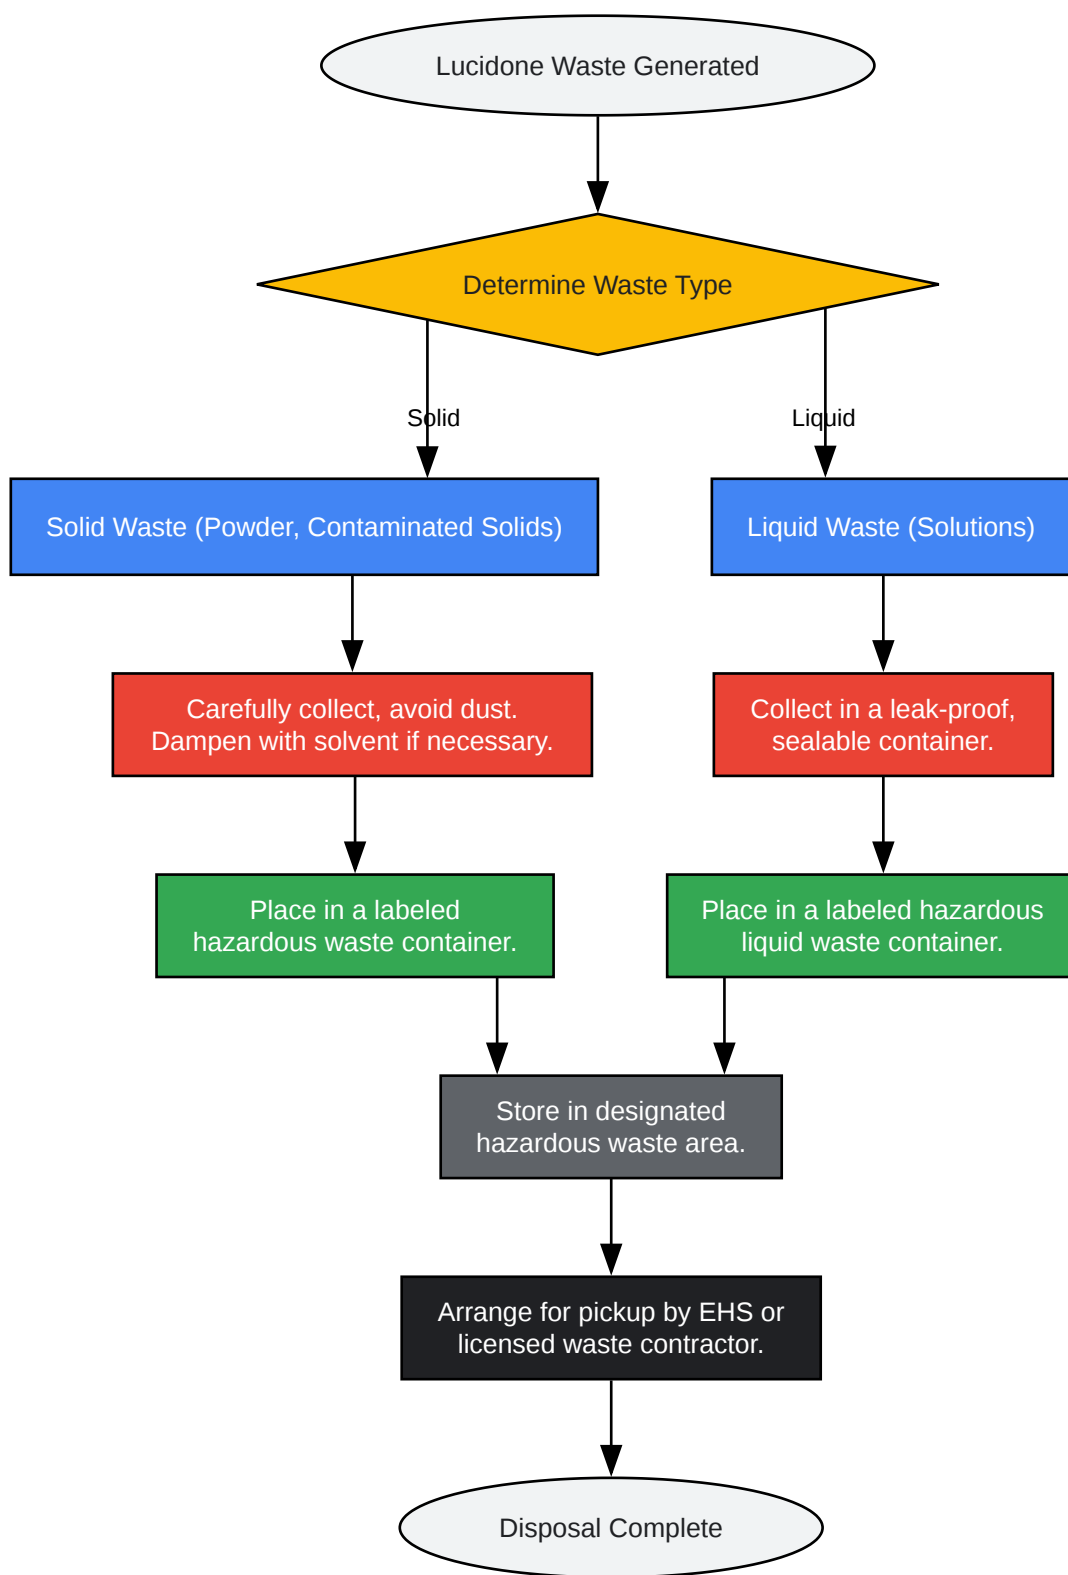 Lucidone Waste Generated
Determine Waste Type
Solid
Liquid
Solid Waste (Powder, Contaminated Solids)
Liquid Waste (Solutions)
Carefully collect, avoid dust.
Dampen with solvent if necessary.
Collect in a leak-proof,
sealable container.
Place in a labeled
hazardous waste container.
Place in a labeled hazardous
liquid waste container.
Store in designated
hazardous waste area.
Arrange for pickup by EHS or
licensed waste contractor.
Disposal Complete